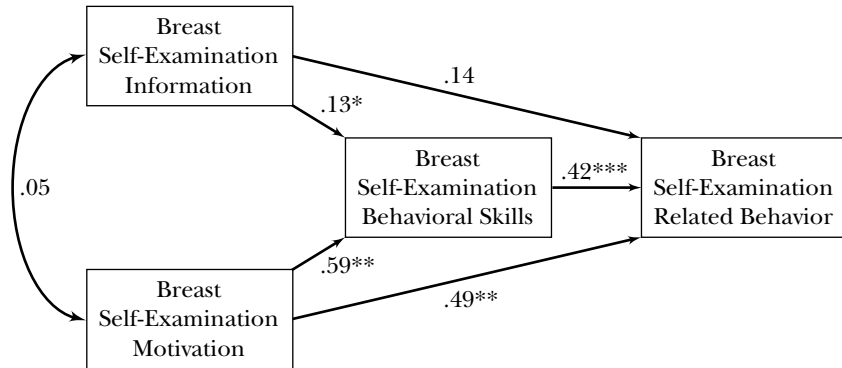 Breast
Self-Examination
Information
.14
.13*
.05
Breast
Self-Examination
Behavioral Skills
.42***
Breast
Self-Examination
Related Behavior
.59**
.49**
Breast
Self-Examination
Motivation